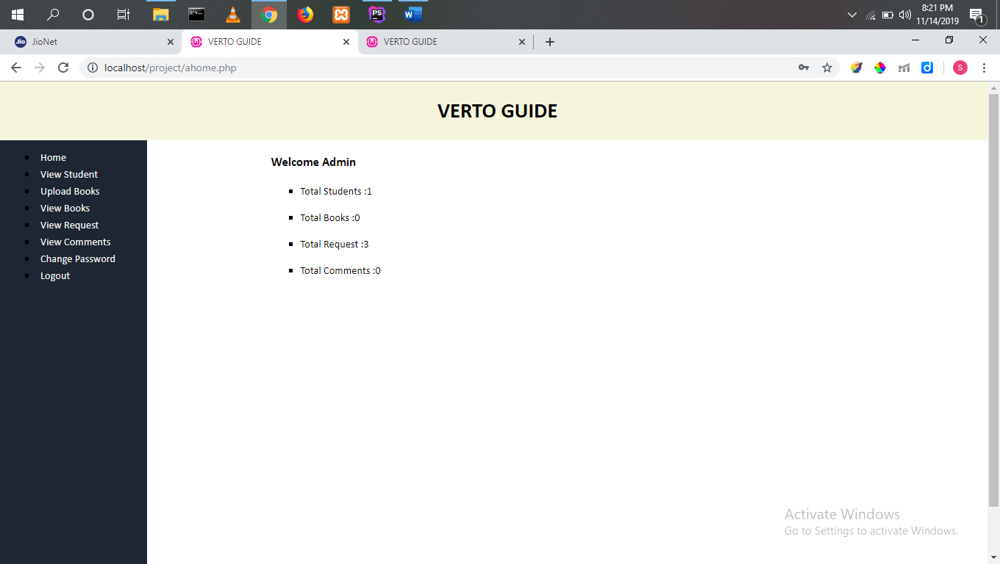 8:21 PM
11/14/2019
1
PS
W
Jio JioNet
VERTO GUIDE
VERTO GUIDE
localhost/project/ahome.php
d
S
VERTO GUIDE
Home
View Student
Upload Books
View Books
View Request
View Comments
Change Password
Logout
Welcome Admin
Total Students :1
Total Books :0
Total Request :3
Total Comments :0
Activate Windows
Go to Settings to activate Windows.